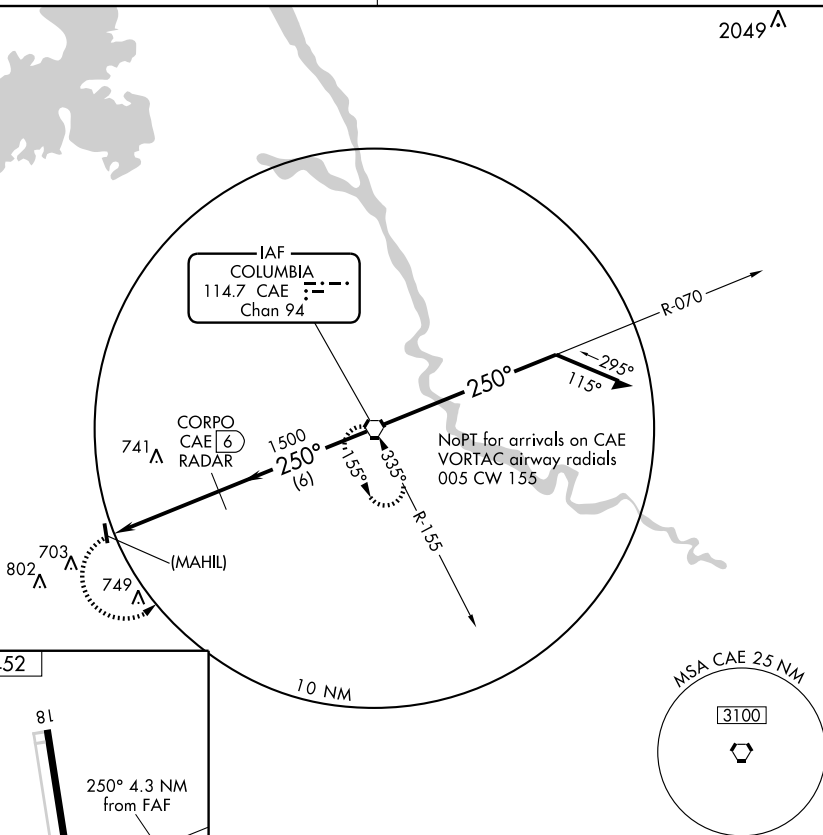 2049
IAF
COLUMBIA
114.7 CAE
Chan 94
R-070
295°
115°
250°
CORPO
CAE 6
RADAR
741
1500
250°
(6)
NoPT for arrivals on CAE
VORTAC airway radials
005 CW 155
155°
335°
R-155
(MAHIL)
703
802
749
10 NM
MSA CAE 25 NM
3100
452
18
250° 4.3 NM
from FAF